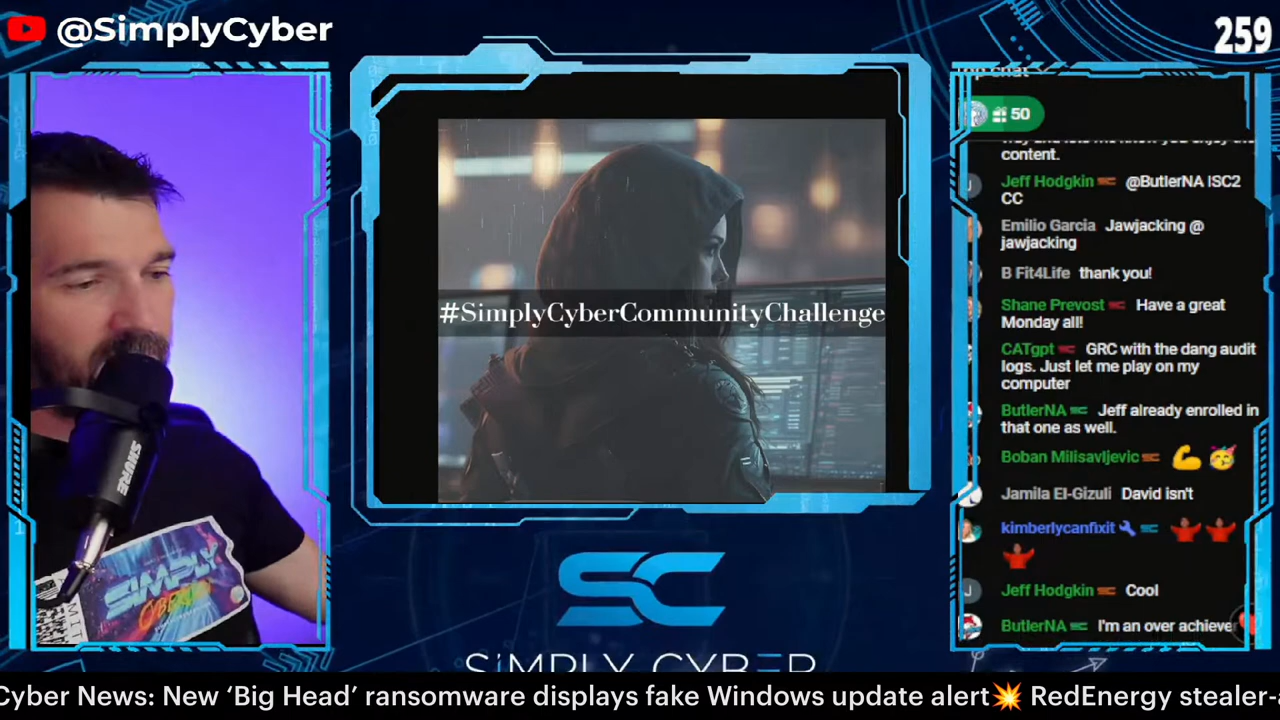 @SimplyCyber
259
SHURE
SIMPLY
CYBER
#SimplyCyberCommunityChallenge
SC
SIMPLY CYBER
50
content.
Jeff Hodgkin @ButlerNA ISC2
CC
Emilio Garcia Jawjacking @
jawjacking
B Fit4Life thank you!
Shane Prevost Have a great
Monday all!
CATgpt GRC with the dang audit
logs. Just let me play on my
computer
ButlerNA Jeff already enrolled in
that one as well.
Boban Milisavljevic 💪 🥳
Jamila El-Gizuli David isn't
kimberlycanfixit
Jeff Hodgkin Cool
ButlerNA I'm an over achieve
Cyber News: New ‘Big Head’ ransomware displays fake Windows update alert💥 RedEnergy stealer-